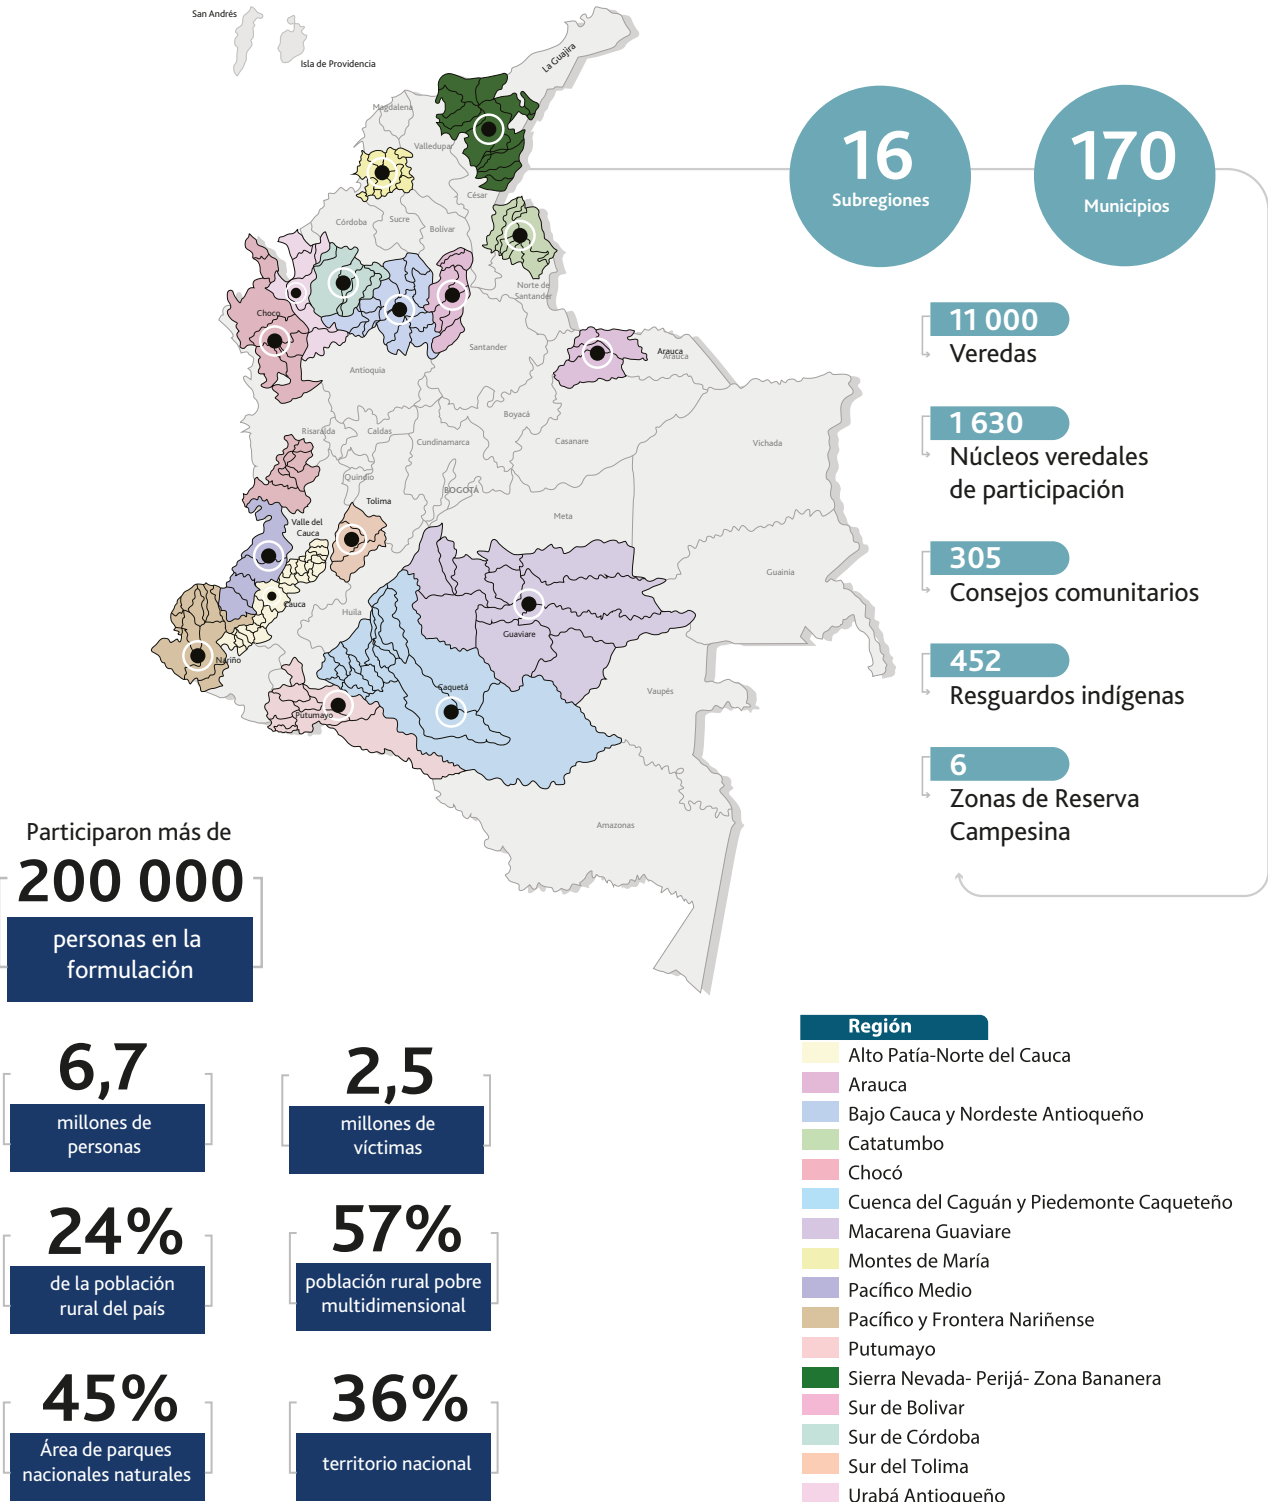 San Andrés
Isla de Providencia
La Guajira
Magdalena
Valledupar
César
Córdoba
Sucre
Bolívar
Norte de
Santander
Choco
Santander
Antioquia
Arauca
Arauca
Boyacá
Risaralda
Caldas
Cundinamarca
Casanare
Vichada
Quindío
BOGOTÁ
Tolima
Meta
Valle del
Cauca
Guainia
Cauca
Huila
Guaviare
Nariño
Caquetá
Vaupés
Putumayo
Amazonas
16
Subregiones
170
Municipios
11 000
Veredas
1 630
Núcleos veredales
de participación
305
Consejos comunitarios
452
Resguardos indígenas
6
Zonas de Reserva
Campesina
Participaron más de
200 000
personas en la
formulación
6,7
millones de
personas
2,5
millones de
víctimas
24%
de la población
rural del país
57%
población rural pobre
multidimensional
45%
Área de parques
nacionales naturales
36%
territorio nacional
Región
Alto Patía-Norte del Cauca
Arauca
Bajo Cauca y Nordeste Antioqueño
Catatumbo
Chocó
Cuenca del Caguán y Piedemonte Caqueteño
Macarena Guaviare
Montes de María
Pacífico Medio
Pacífico y Frontera Nariñense
Putumayo
Sierra Nevada- Perijá- Zona Bananera
Sur de Bolivar
Sur de Córdoba
Sur del Tolima
Urabá Antioqueño